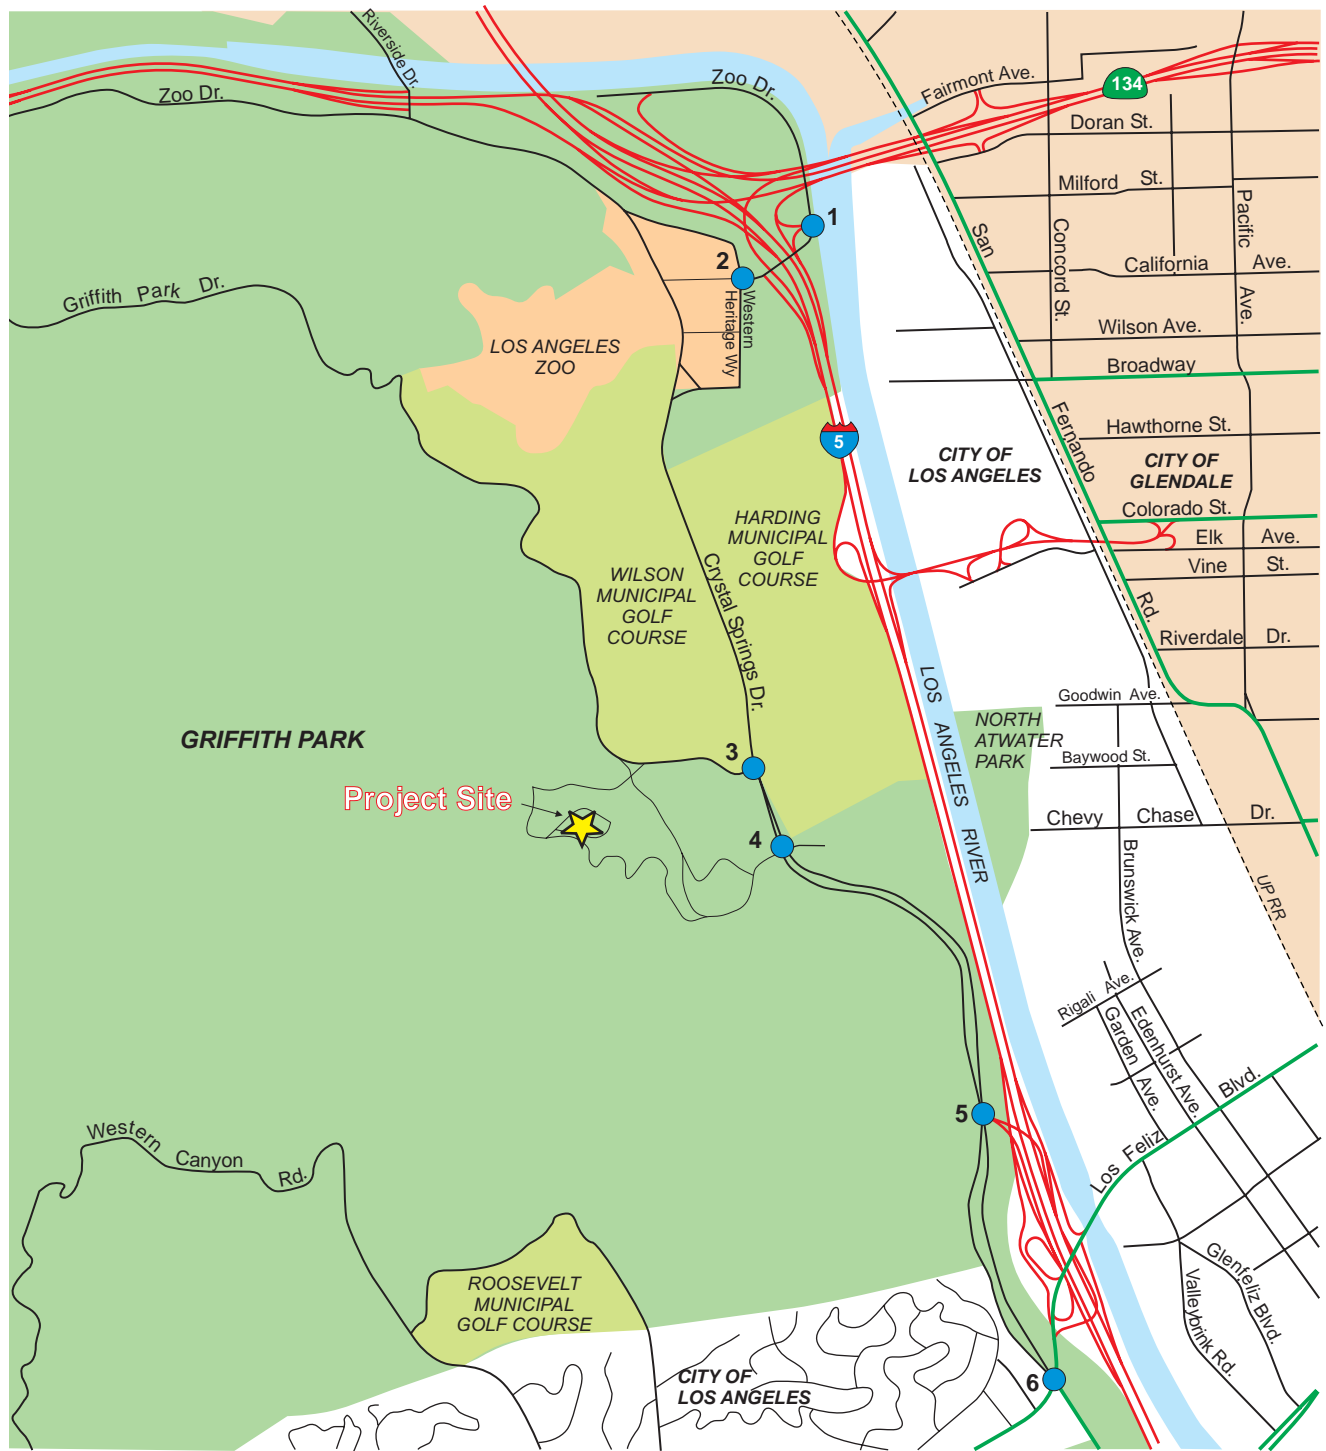 Riverside Dr.
Zoo Dr.
Zoo Dr.
Fairmont Ave.
134
Doran St.
Milford St.
San
Concord St.
Pacific
Ave.
1
2
California Ave.
Griffith Park Dr.
Western
Heritage Wy
Wilson Ave.
LOS ANGELES
ZOO
Broadway
Fernando
Hawthorne St.
5
CITY OF
LOS ANGELES
CITY OF
GLENDALE
Colorado St.
HARDING
MUNICIPAL
GOLF
COURSE
Elk Ave.
Vine St.
WILSON
MUNICIPAL
GOLF
COURSE
Crystal Springs Dr.
Rd.
Riverdale Dr.
LOS ANGELES RIVER
Goodwin Ave.
NORTH
ATWATER
PARK
GRIFFITH PARK
3
Baywood St.
Project Site
Chevy Chase Dr.
4
Brunswick Ave.
UP RR
Rigali Ave.
Garden Ave.
Edenhurst Ave.
5
Los Feliz Blvd.
Western Canyon Rd.
Glenfeliz Blvd.
Valleybrink Rd.
ROOSEVELT
MUNICIPAL
GOLF COURSE
CITY OF
LOS ANGELES
6